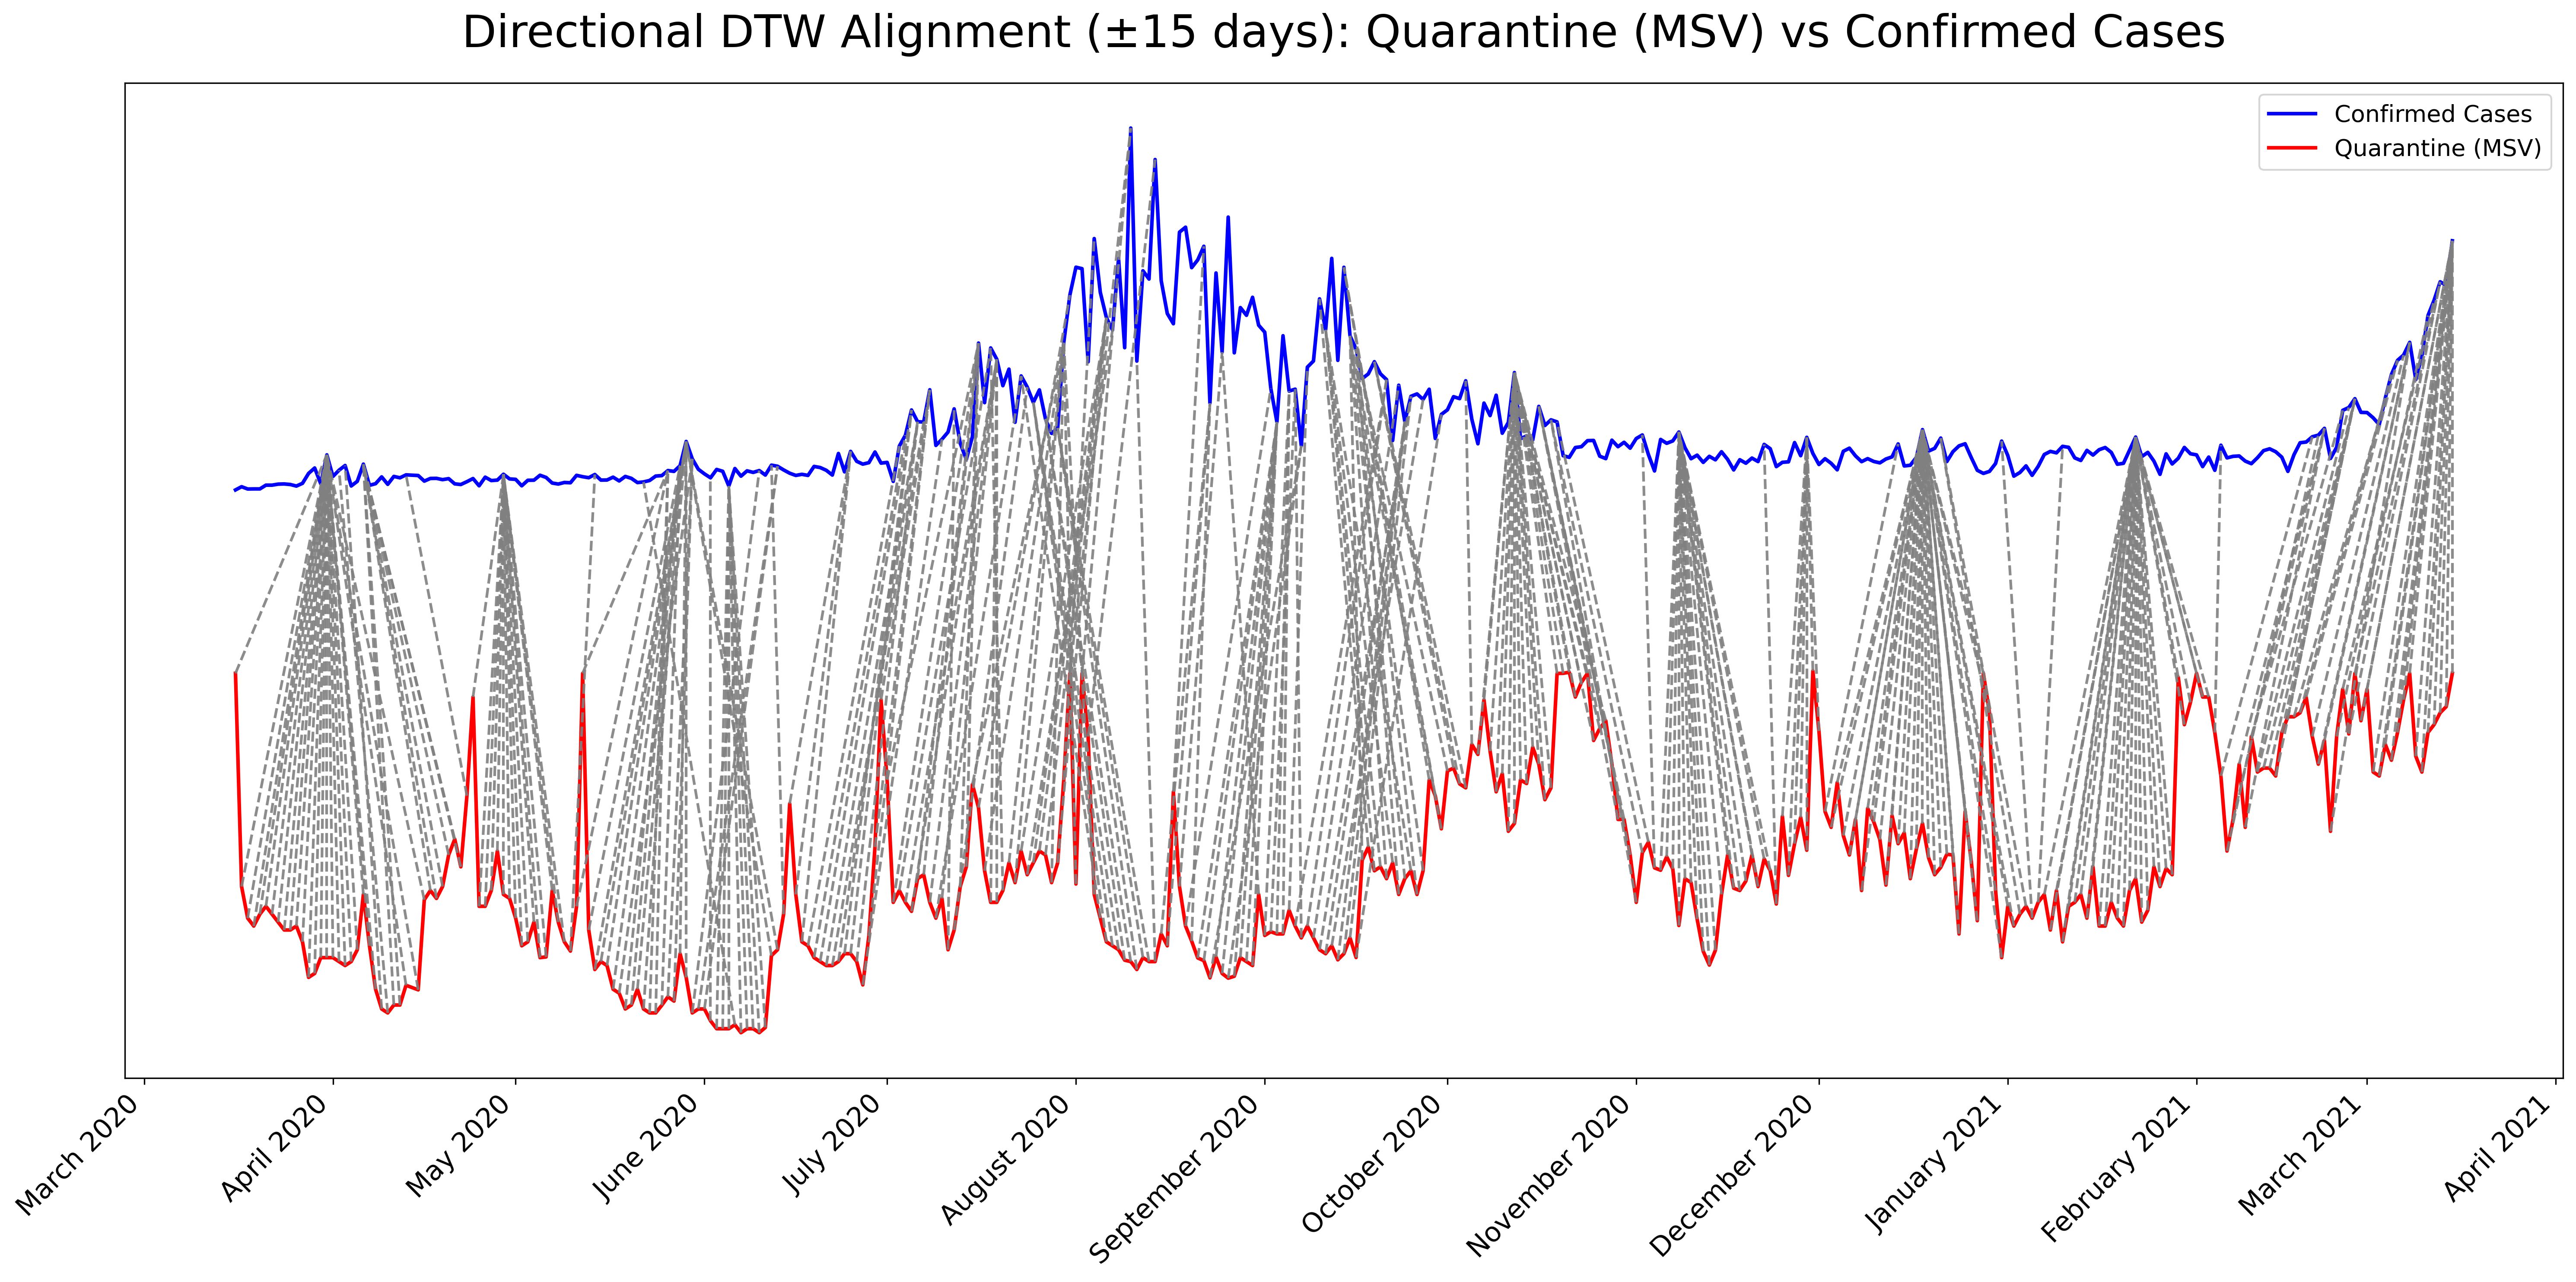 Directional DTW Alignment (±15 days): Quarantine (MSV) vs Confirmed Cases
Confirmed Cases
Quarantine (MSV)
March 2020
April 2020
May 2020
June 2020
July 2020
August 2020
September 2020
October 2020
November 2020
December 2020
January 2021
February 2021
March 2021
April 2021